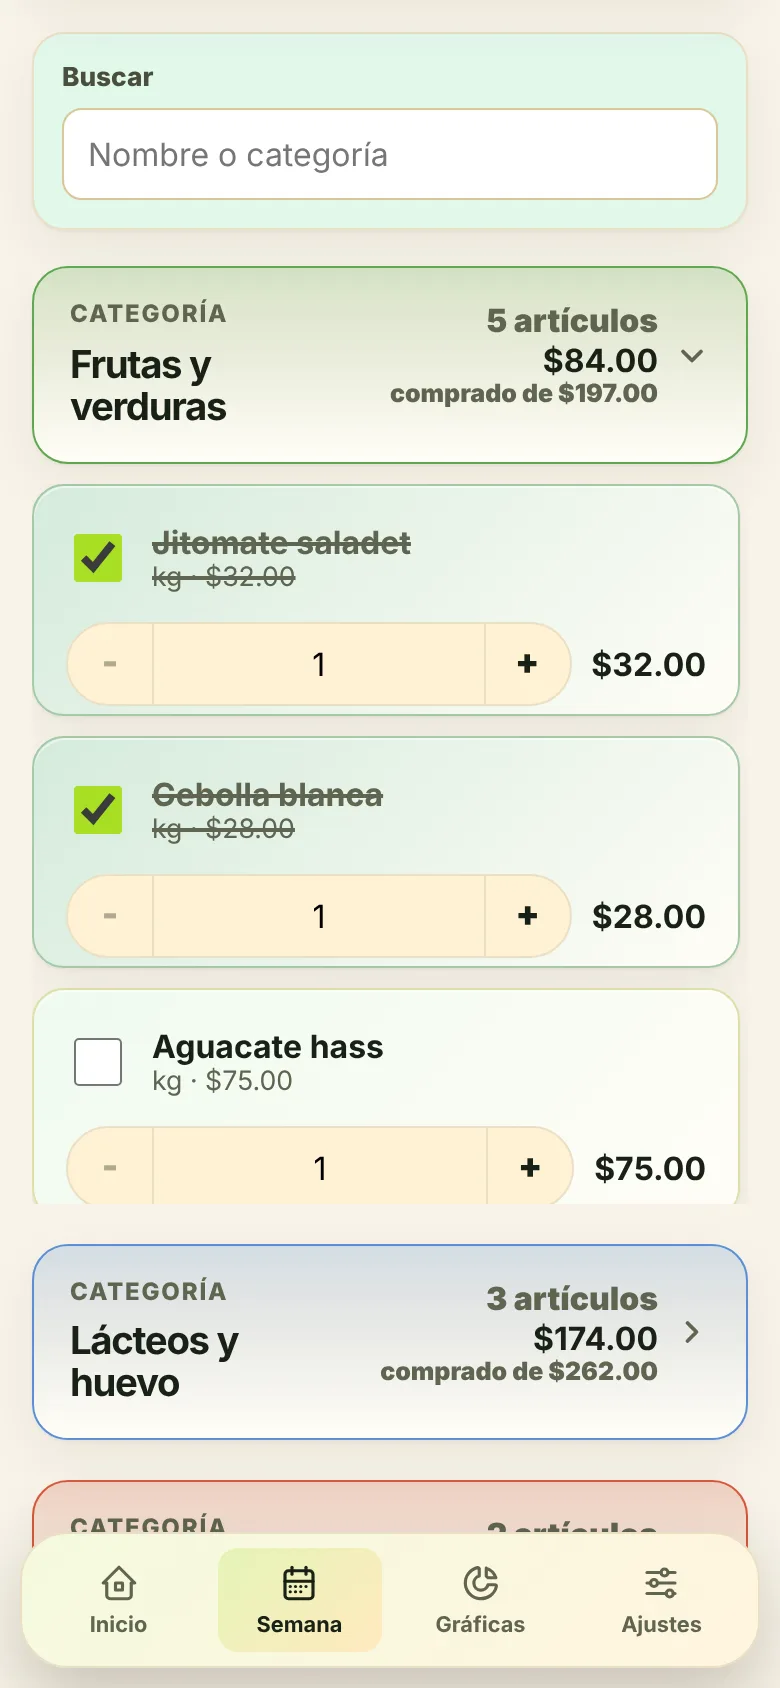 Buscar
Nombre o categoría
CATEGORÍA
Frutas y
verduras
5 artículos
$84.00
comprado de $197.00
Jitomate saladet
kg · $32.00
-
1
+
$32.00
Cebolla blanca
kg · $28.00
-
1
+
$28.00
Aguacate hass
kg · $75.00
-
1
+
$75.00
CATEGORÍA
Lácteos y
huevo
3 artículos
$174.00
comprado de $262.00
CATEGORÍA
artículos
Inicio
Semana
Gráficas
Ajustes